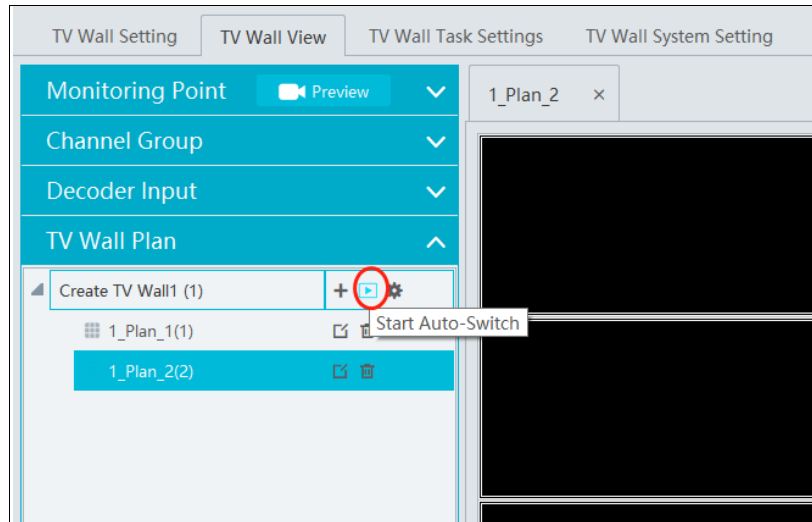 TV Wall Setting TV Wall View TV Wall Task Settings TV Wall System Setting
Monitoring Point Preview
1_Plan_2 ×
Channel Group
Decoder Input
TV Wall Plan
Create TV Wall1 (1)
Start Auto-Switch
1_Plan_1(1)
1_Plan_2(2)